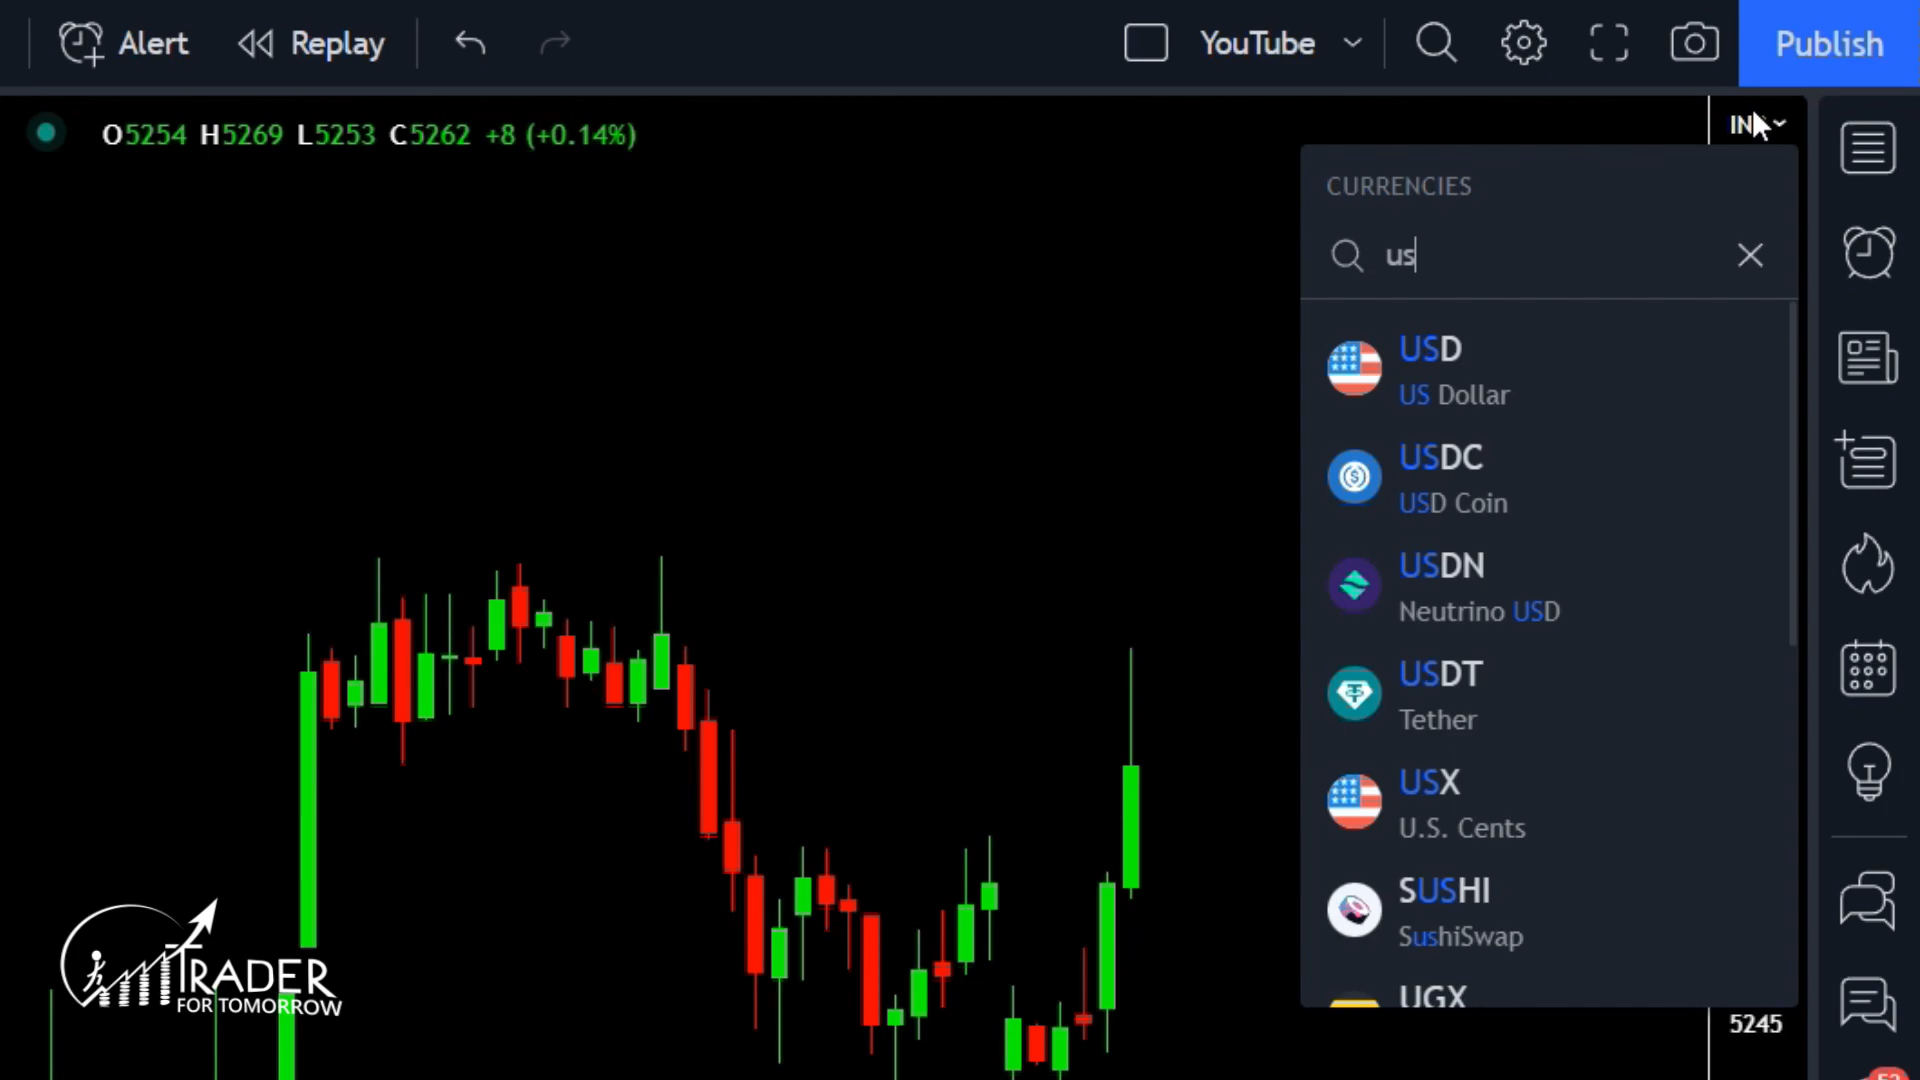 Alert Replay YouTube Publish
O5254 H5269 L5253 C5262 +8 (+0.14%)
CURRENCIES
us
USD
US Dollar
USDC
USD Coin
USDN
Neutrino USD
USDT
Tether
USX
U.S. Cents
SUSHI
SushiSwap
UGX
5245
TRADER
FOR TOMORROW